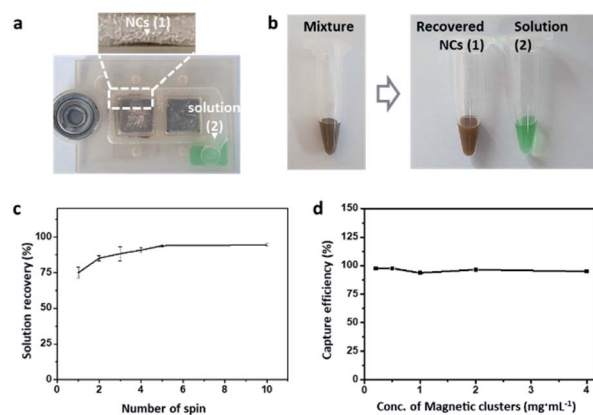 a
NCs (1)
solution
(2)
b
Mixture
Recovered
NCs (1)
Solution
(2)
c
Solution recovery (%)
100
75
50
25
0
0
2
4
6
8
10
Number of spin
d
Capture efficiency (%)
150
125
100
75
50
25
0
0
1
2
3
4
Conc. of Magnetic clusters (mg·mL⁻¹)